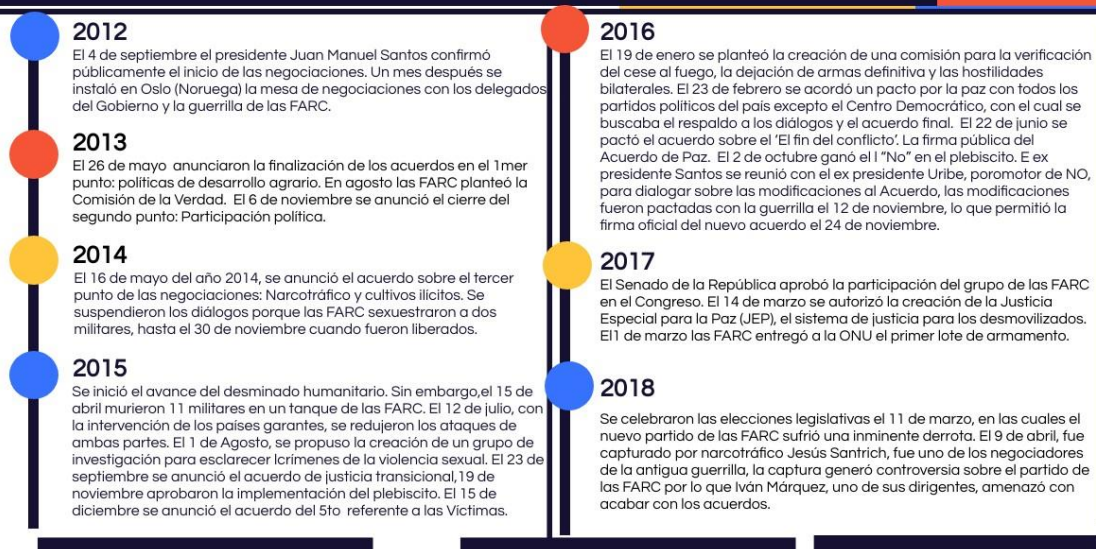 2012
El 4 de septiembre el presidente Juan Manuel Santos confirmó
públicamente el inicio de las negociaciones. Un mes después se
instaló en Oslo (Noruega) la mesa de negociaciones con los delegados
del Gobierno y la guerrilla de las FARC.
2013
El 26 de mayo anunciaron la finalización de los acuerdos en el 1mer
punto: políticas de desarrollo agrario. En agosto las FARC planteó la
Comisión de la Verdad. El 6 de noviembre se anunció el cierre del
segundo punto: Participación política.
2014
El 16 de mayo del año 2014, se anunció el acuerdo sobre el tercer
punto de las negociaciones: Narcotráfico y cultivos ilícitos. Se
suspendieron los diálogos porque las FARC sexuestraron a dos
militares, hasta el 30 de noviembre cuando fueron liberados.
2015
Se inició el avance del desminado humanitario. Sin embargo,el 15 de
abril murieron 11 militares en un tanque de las FARC. El 12 de julio, con
la intervención de los países garantes, se redujeron los ataques de
ambas partes. El 1 de Agosto, se propuso la creación de un grupo de
investigación para esclarecer lcrímenes de la violencia sexual. El 23 de
septiembre se anunció el acuerdo de justicia transicional,19 de
noviembre aprobaron la implementación del plebiscito. El 15 de
diciembre se anunció el acuerdo del 5to referente a las Víctimas.
2016
El 19 de enero se planteó la creación de una comisión para la verificación
del cese al fuego, la dejación de armas definitiva y las hostilidades
bilaterales. El 23 de febrero se acordó un pacto por la paz con todos los
partidos políticos del país excepto el Centro Democrático, con el cual se
buscaba el respaldo a los diálogos y el acuerdo final. El 22 de junio se
pactó el acuerdo sobre el 'El fin del conflicto'. La firma pública del
Acuerdo de Paz. El 2 de octubre ganó el l "No" en el plebiscito. E ex
presidente Santos se reunió con el ex presidente Uribe, poromotor de NO,
para dialogar sobre las modificaciones al Acuerdo, las modificaciones
fueron pactadas con la guerrilla el 12 de noviembre, lo que permitió la
firma oficial del nuevo acuerdo el 24 de noviembre.
2017
El Senado de la República aprobó la participación del grupo de las FARC
en el Congreso. El 14 de marzo se autorizó la creación de la Justicia
Especial para la Paz (JEP), el sistema de justicia para los desmovilizados.
El1 de marzo las FARC entregó a la ONU el primer lote de armamento.
2018
Se celebraron las elecciones legislativas el 11 de marzo, en las cuales el
nuevo partido de las FARC sufrió una inminente derrota. El 9 de abril, fue
capturado por narcotráfico Jesús Santrich, fue uno de los negociadores
de la antigua guerrilla, la captura generó controversia sobre el partido de
las FARC por lo que Iván Márquez, uno de sus dirigentes, amenazó con
acabar con los acuerdos.